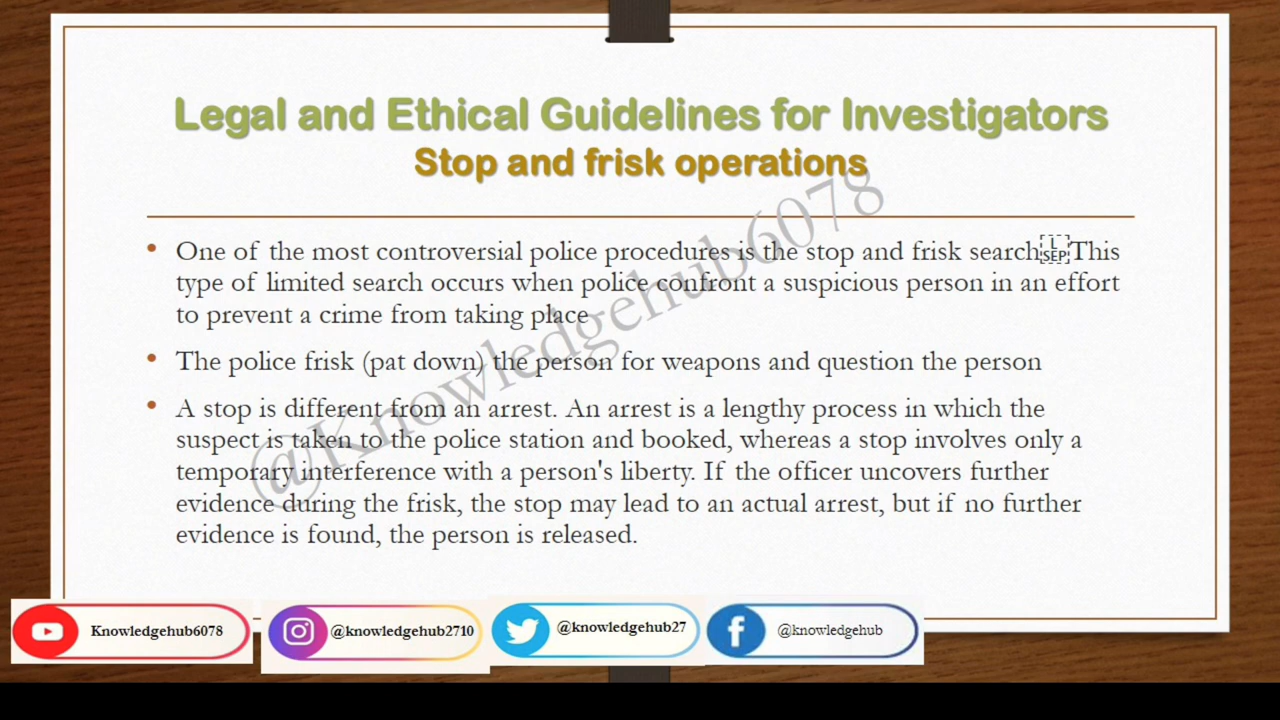 Legal and Ethical Guidelines for Investigators
Stop and frisk operations
• One of the most controversial police procedures is the stop and frisk search. L SEP This
type of limited search occurs when police confront a suspicious person in an effort
to prevent a crime from taking place
• The police frisk (pat down) the person for weapons and question the person
• A stop is different from an arrest. An arrest is a lengthy process in which the
suspect is taken to the police station and booked, whereas a stop involves only a
temporary interference with a person's liberty. If the officer uncovers further
evidence during the frisk, the stop may lead to an actual arrest, but if no further
evidence is found, the person is released.
@Knowledgehub6078
Knowledgehub6078
@knowledgehub2710
@knowledgehub27
@knowledgehub